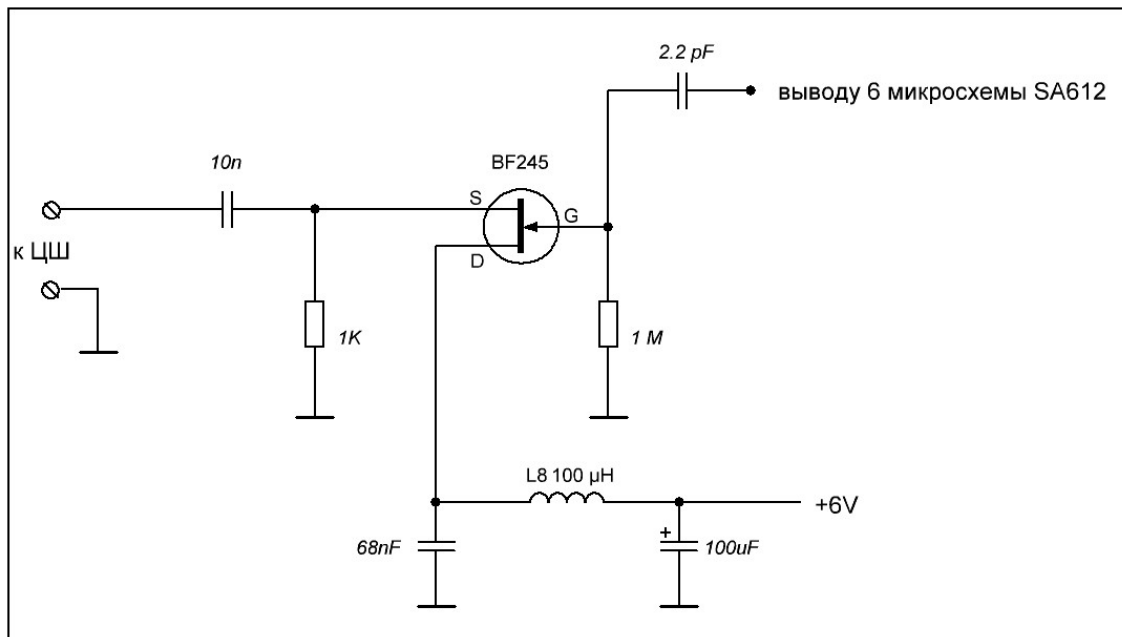 2.2 pF
выводу 6 микросхемы SA612
10n
BF245
S
G
к ЦШ
D
1K
1 M
L8 100 µH
+6V
68nF
+
100uF